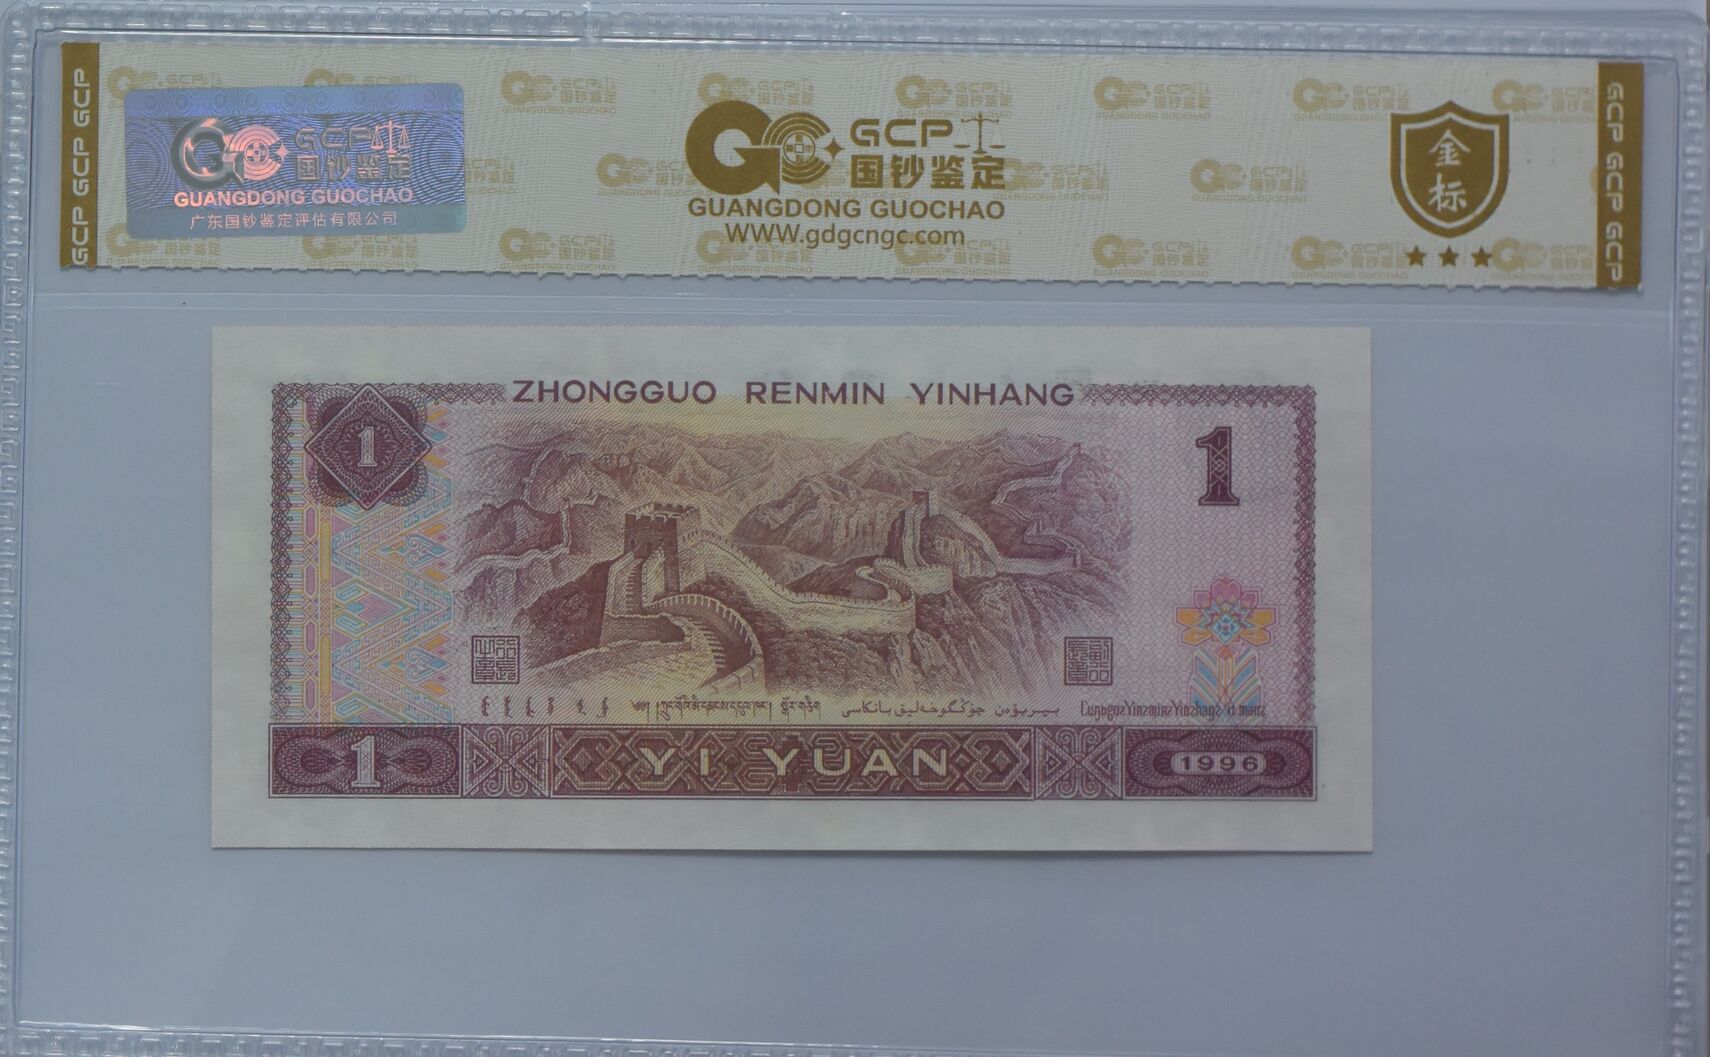 GCP GCP GCP
GCP
国钞鉴定
GUANGDONG GUOCHAO
广东国钞鉴定评估有限公司
GCP
国钞鉴定
GUANGDONG GUOCHAO
WWW.gdgcngc.com
金
标
GCP GCP GCP
ZHONGGUO RENMIN YINHANG
1
1
1
YI YUAN
1996